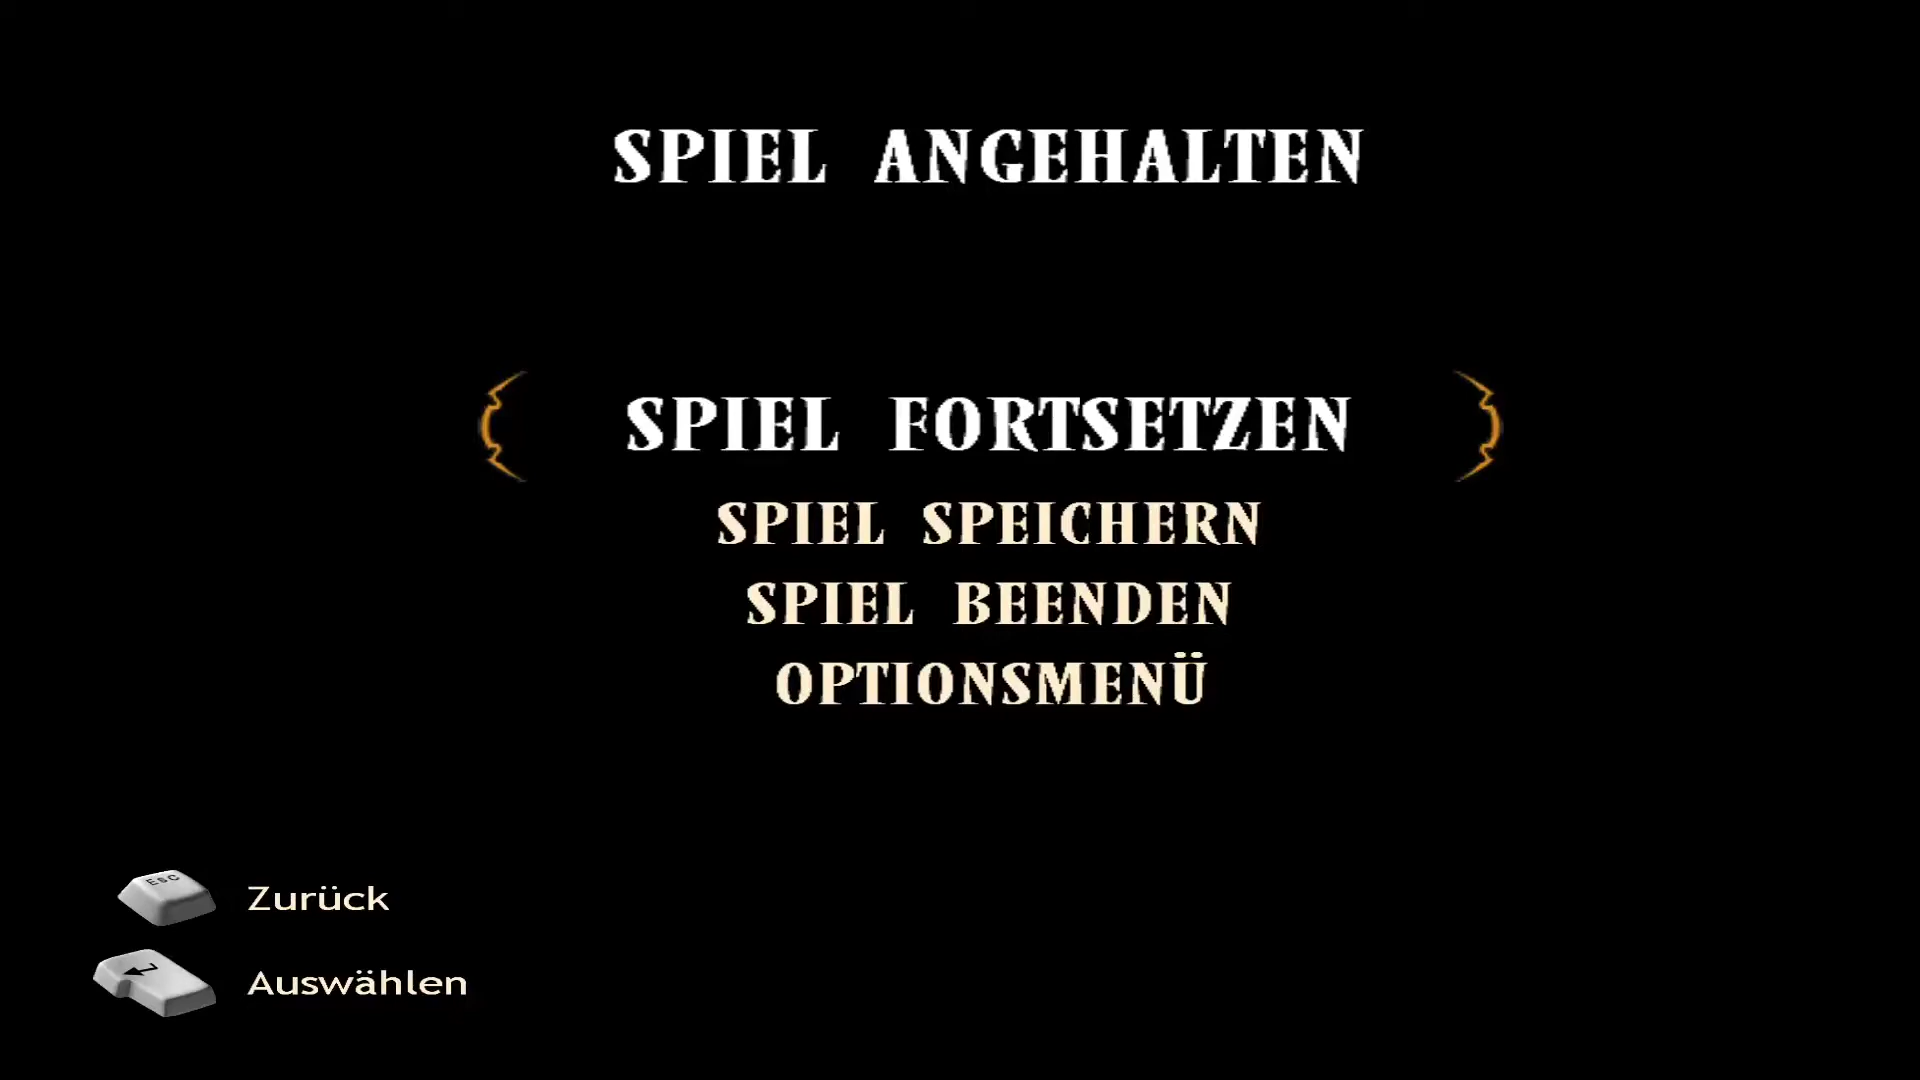 SPIEL ANGEHALTEN
SPIEL FORTSETZEN
SPIEL SPEICHERN
SPIEL BEENDEN
OPTIONSMENÜ
ESC Zurück
Auswählen